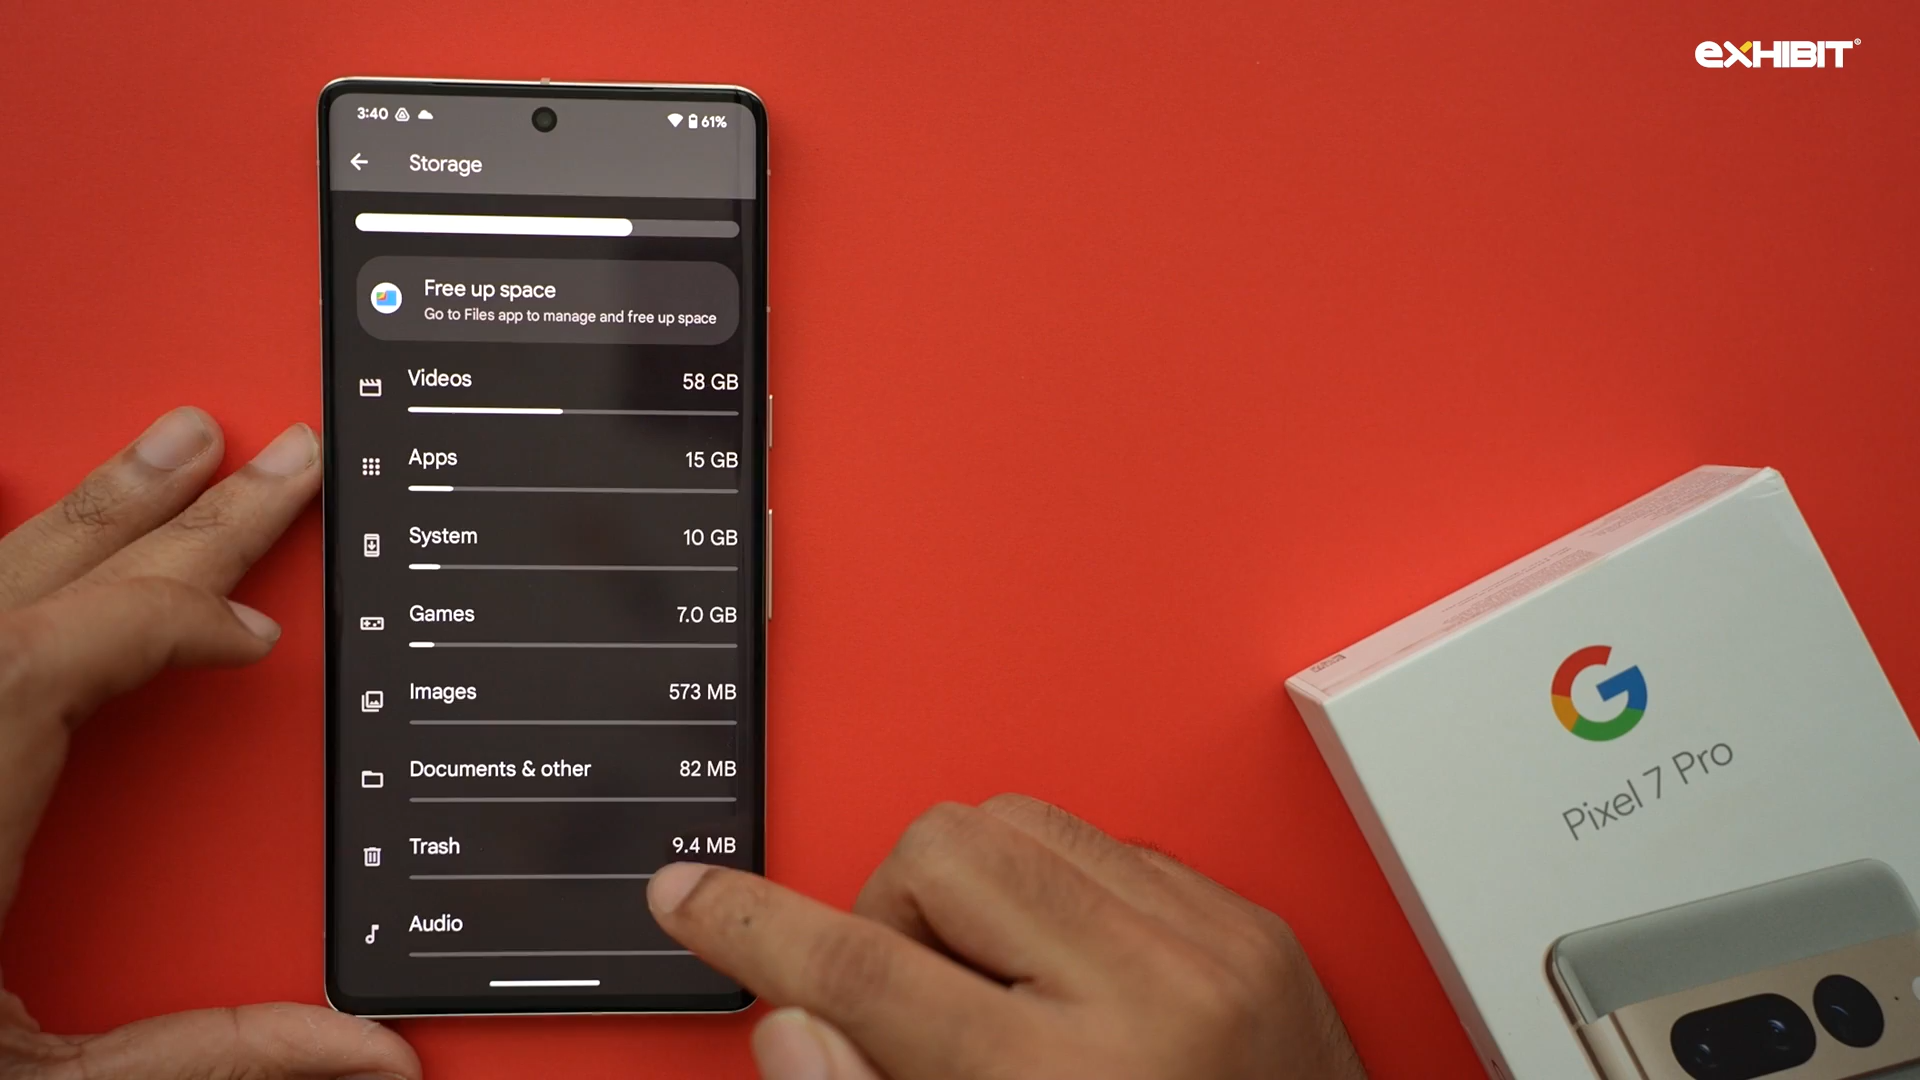 eXHIBIT®
3:40
61%
Storage
Free up space
Go to Files app to manage and free up space
Videos 58 GB
Apps 15 GB
System 10 GB
Games 7.0 GB
Images 573 MB
Documents & other 82 MB
Trash 9.4 MB
Audio
G
Pixel 7 Pro